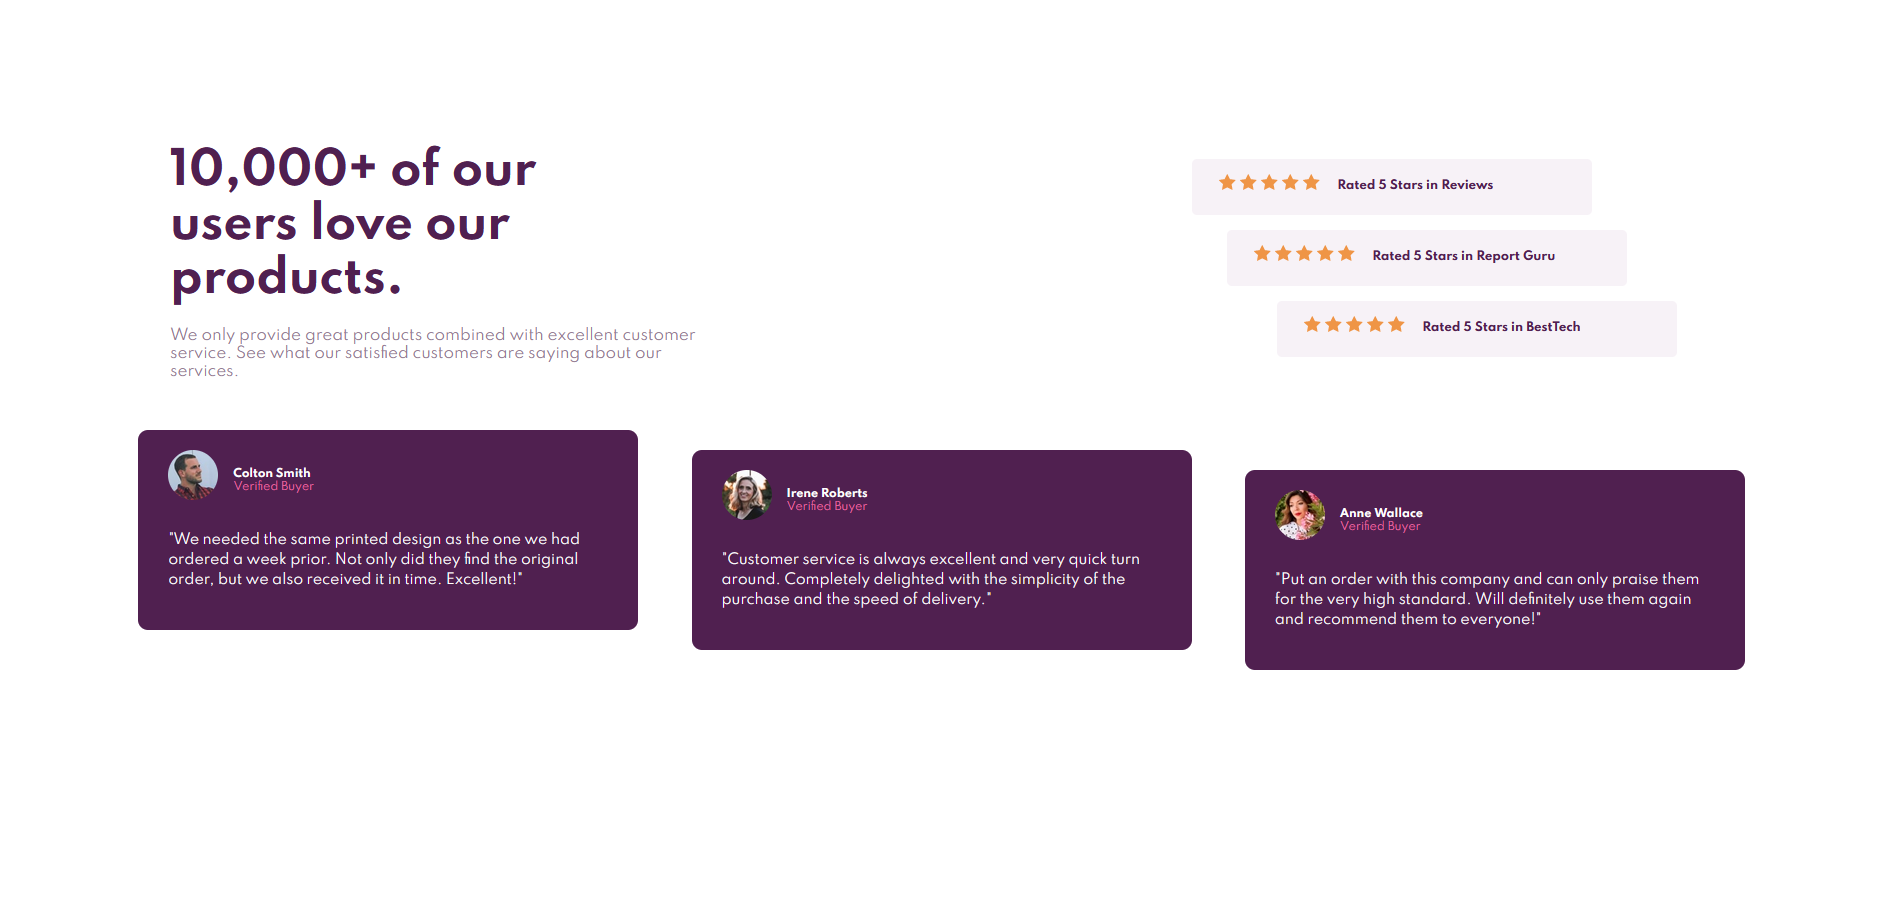 10,000+ of our
users love our
products.
We only provide great products combined with excellent customer
service. See what our satisfied customers are saying about our
services.
Rated 5 Stars in Reviews
Rated 5 Stars in Report Guru
Rated 5 Stars in BestTech
Colton Smith
Verified Buyer
"We needed the same printed design as the one we had
ordered a week prior. Not only did they find the original
order, but we also received it in time. Excellent!"
Irene Roberts
Verified Buyer
"Customer service is always excellent and very quick turn
around. Completely delighted with the simplicity of the
purchase and the speed of delivery."
Anne Wallace
Verified Buyer
"Put an order with this company and can only praise them
for the very high standard. Will definitely use them again
and recommend them to everyone!"